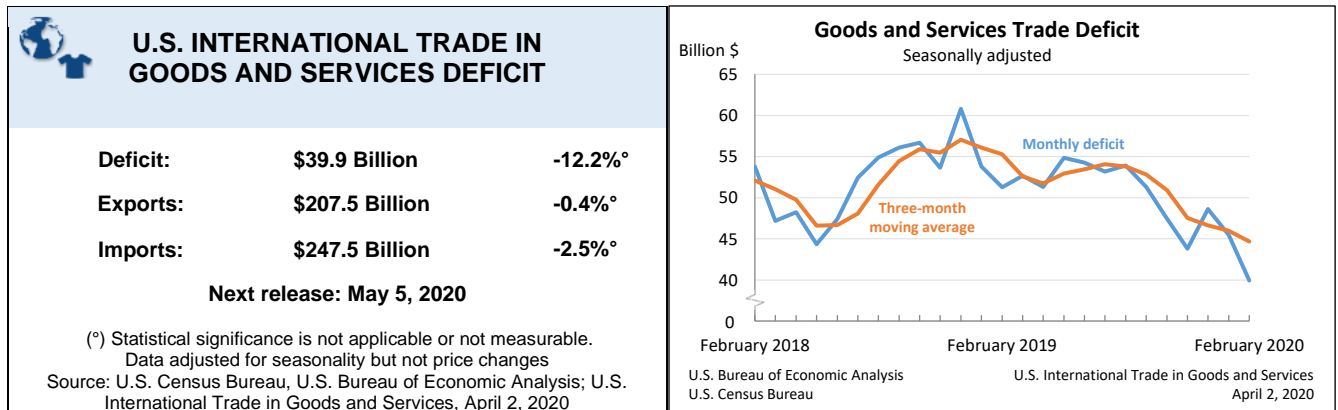 U.S. INTERNATIONAL TRADE IN
GOODS AND SERVICES DEFICIT
Deficit: $39.9 Billion -12.2%°
Exports: $207.5 Billion -0.4%°
Imports: $247.5 Billion -2.5%°
Next release: May 5, 2020
(°) Statistical significance is not applicable or not measurable.
Data adjusted for seasonality but not price changes
Source: U.S. Census Bureau, U.S. Bureau of Economic Analysis; U.S.
International Trade in Goods and Services, April 2, 2020
Goods and Services Trade Deficit
Seasonally adjusted
Billion $
65
60
55
50
45
40
0
Monthly deficit
Three-month
moving average
February 2018 February 2019 February 2020
U.S. Bureau of Economic Analysis U.S. International Trade in Goods and Services
U.S. Census Bureau April 2, 2020